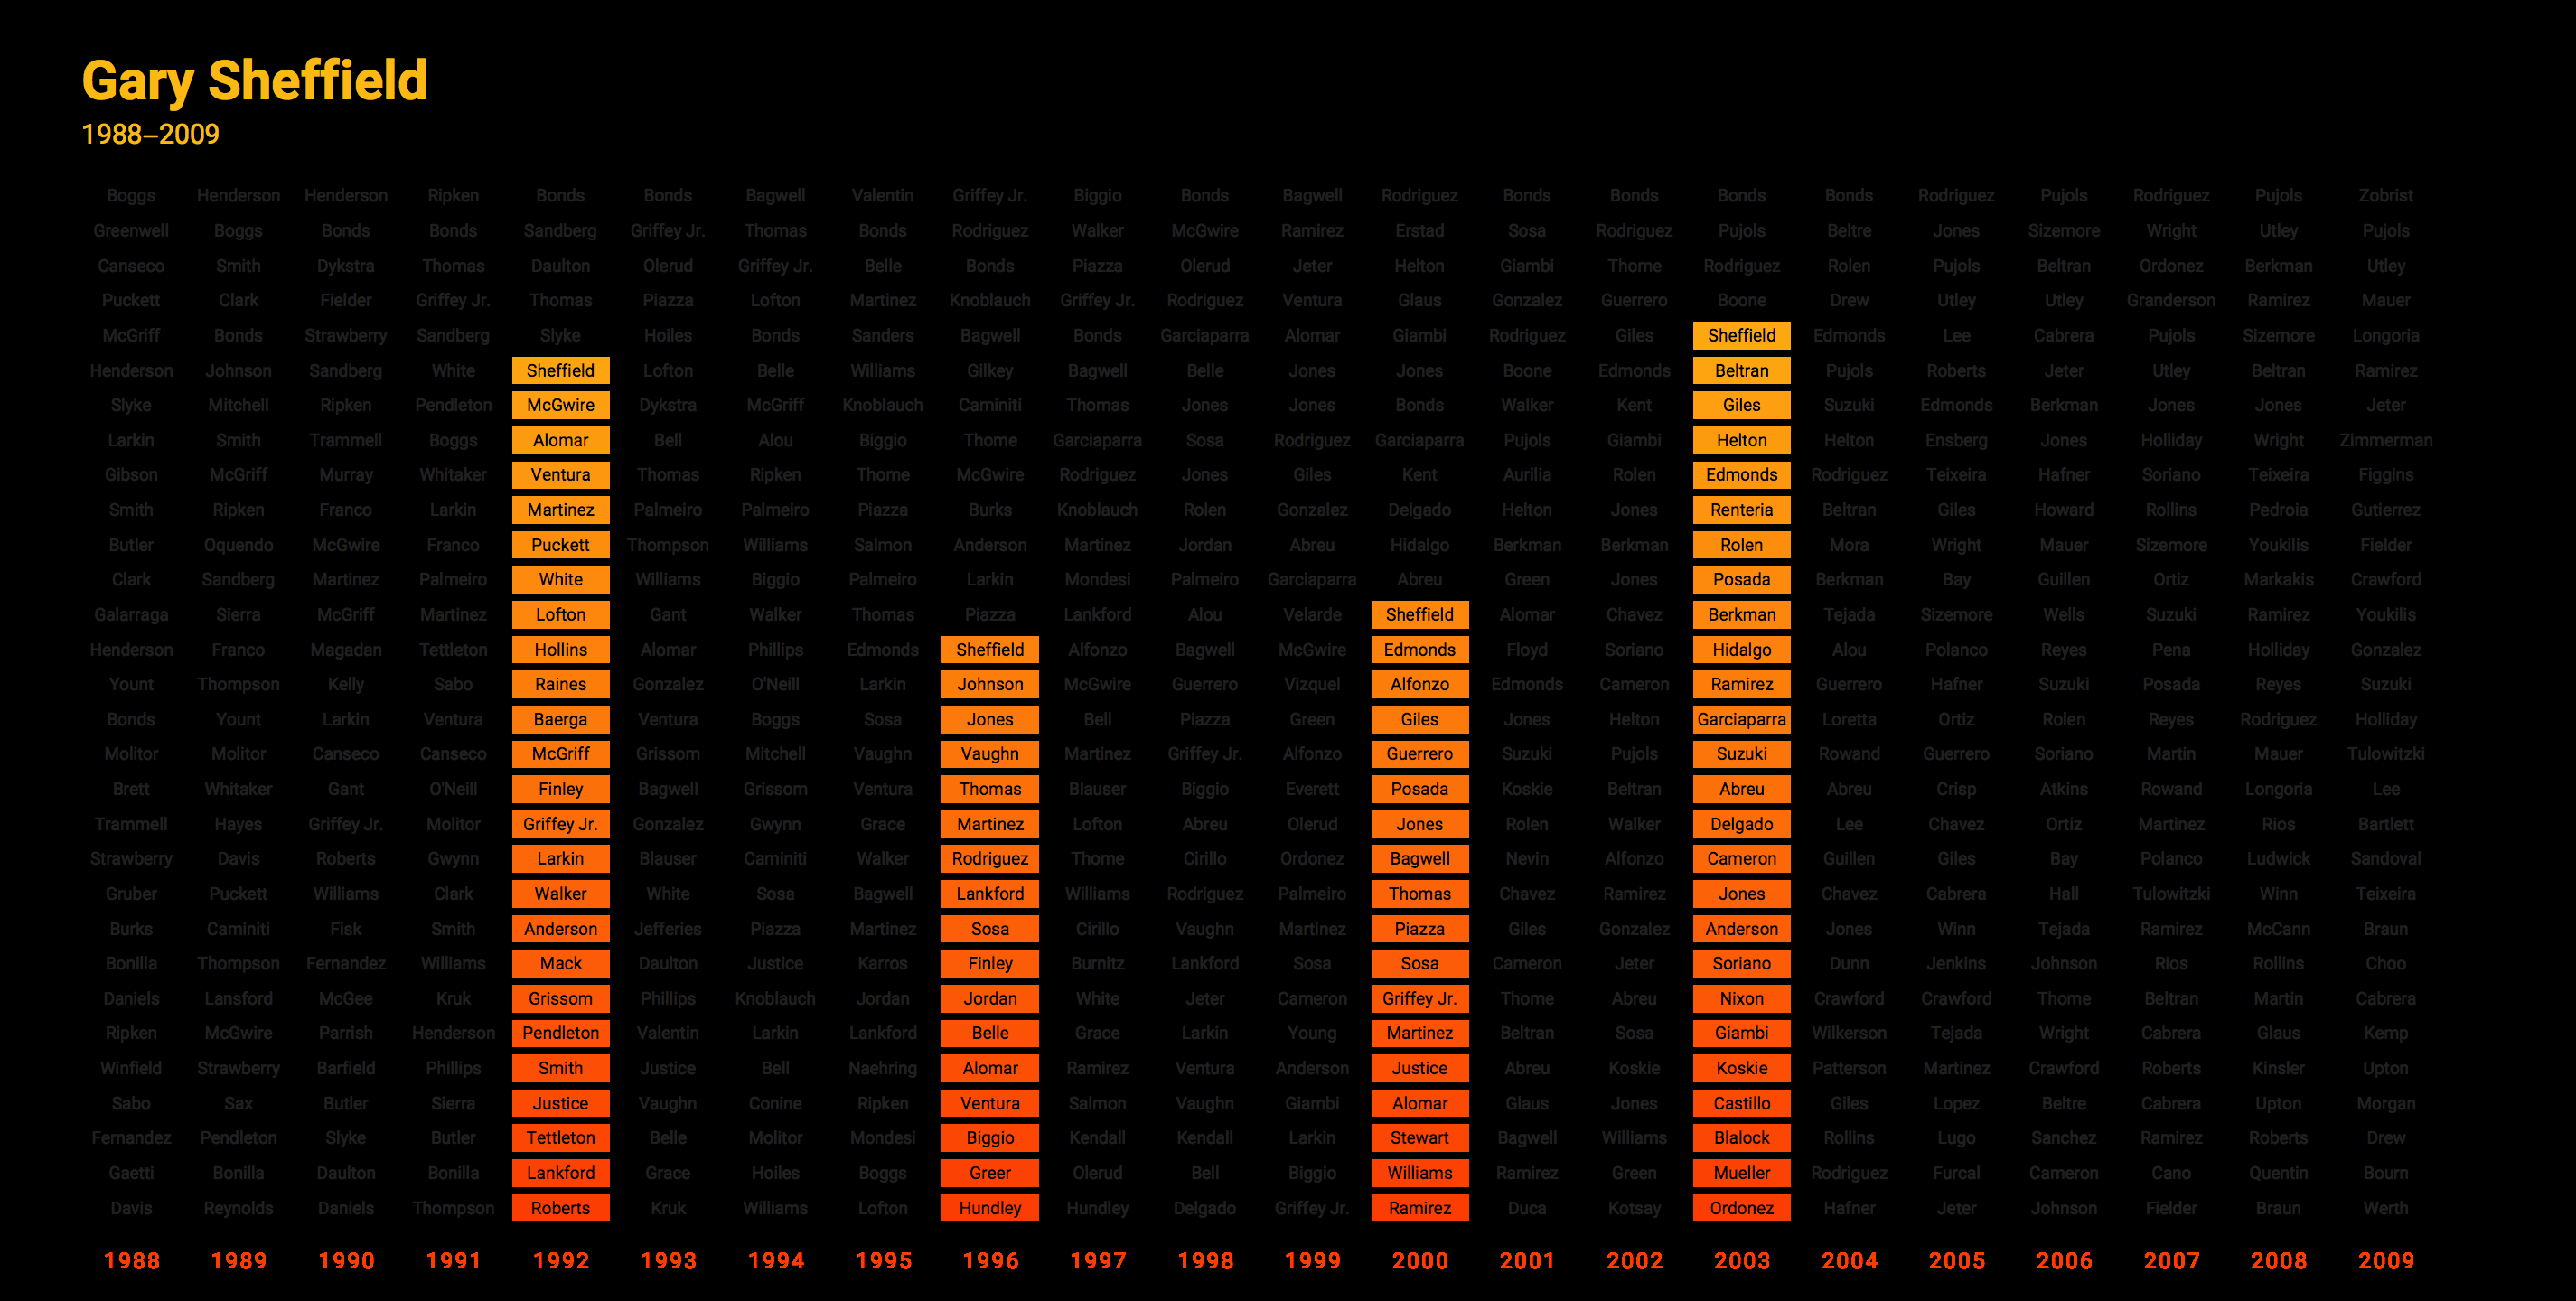 Gary Sheffield
1988–2009
Boggs Henderson Henderson Ripken Bonds Bonds Bagwell Valentin Griffey Jr. Biggio Bonds Bagwell Rodriguez Bonds Bonds Bonds Bonds Rodriguez Pujols Rodriguez Pujols Zobrist
Greenwell Boggs Bonds Bonds Sandberg Griffey Jr. Thomas Bonds Rodriguez Walker McGwire Ramirez Erstad Sosa Rodriguez Pujols Beltre Jones Sizemore Wright Utley Pujols
Canseco Smith Dykstra Thomas Daulton Olerud Griffey Jr. Belle Bonds Piazza Olerud Jeter Helton Giambi Thome Rodriguez Rolen Pujols Beltran Ordonez Berkman Utley
Puckett Clark Fielder Griffey Jr. Thomas Piazza Lofton Martinez Knoblauch Griffey Jr. Rodriguez Ventura Glaus Gonzalez Guerrero Boone Drew Utley Utley Granderson Ramirez Mauer
McGriff Bonds Strawberry Sandberg Slyke Hoiles Bonds Sanders Bagwell Bonds Garciaparra Alomar Giambi Rodriguez Giles Sheffield Edmonds Lee Cabrera Pujols Sizemore Longoria
Henderson Johnson Sandberg White Sheffield Lofton Belle Williams Gilkey Bagwell Belle Jones Jones Boone Edmonds Beltran Pujols Roberts Jeter Utley Beltran Ramirez
Slyke Mitchell Ripken Pendleton McGwire Dykstra McGriff Knoblauch Caminiti Thomas Jones Jones Bonds Walker Kent Giles Suzuki Edmonds Berkman Jones Jones Jeter
Larkin Smith Trammell Boggs Alomar Bell Alou Biggio Thome Garciaparra Sosa Rodriguez Garciaparra Pujols Giambi Helton Helton Ensberg Jones Holliday Wright Zimmerman
Gibson McGriff Murray Whitaker Ventura Thomas Ripken Thome McGwire Rodriguez Jones Giles Kent Aurilia Rolen Edmonds Rodriguez Teixeira Hafner Soriano Teixeira Figgins
Smith Ripken Franco Larkin Martinez Palmeiro Palmeiro Piazza Burks Knoblauch Rolen Gonzalez Delgado Helton Jones Renteria Beltran Giles Howard Rollins Pedroia Gutierrez
Butler Oquendo McGwire Franco Puckett Thompson Williams Salmon Anderson Martinez Jordan Abreu Hidalgo Berkman Berkman Rolen Mora Wright Mauer Sizemore Youkilis Fielder
Clark Sandberg Martinez Palmeiro White Williams Biggio Palmeiro Larkin Mondesi Palmeiro Garciaparra Abreu Green Jones Posada Berkman Bay Guillen Ortiz Markakis Crawford
Galarraga Sierra McGriff Martinez Lofton Gant Walker Thomas Piazza Lankford Alou Velarde Sheffield Alomar Chavez Berkman Tejada Sizemore Wells Suzuki Ramirez Youkilis
Henderson Franco Magadan Tettleton Hollins Alomar Phillips Edmonds Sheffield Alfonzo Bagwell McGwire Edmonds Floyd Soriano Hidalgo Alou Polanco Reyes Pena Holliday Gonzalez
Yount Thompson Kelly Sabo Raines Gonzalez O'Neill Larkin Johnson McGwire Guerrero Vizquel Alfonzo Edmonds Cameron Ramirez Guerrero Hafner Suzuki Posada Reyes Suzuki
Bonds Yount Larkin Ventura Baerga Ventura Boggs Sosa Jones Bell Piazza Green Giles Jones Helton Garciaparra Loretta Ortiz Rolen Reyes Rodriguez Holliday
Molitor Molitor Canseco Canseco McGriff Grissom Mitchell Vaughn Vaughn Martinez Griffey Jr. Alfonzo Guerrero Suzuki Pujols Suzuki Rowand Guerrero Soriano Martin Mauer Tulowitzki
Brett Whitaker Gant O'Neill Finley Bagwell Grissom Ventura Thomas Blauser Biggio Everett Posada Koskie Beltran Abreu Abreu Crisp Atkins Rowand Longoria Lee
Trammell Hayes Griffey Jr. Molitor Griffey Jr. Gonzalez Gwynn Grace Martinez Lofton Abreu Olerud Jones Rolen Walker Delgado Lee Chavez Ortiz Martinez Rios Bartlett
Strawberry Davis Roberts Gwynn Larkin Blauser Caminiti Walker Rodriguez Thome Cirillo Ordonez Bagwell Nevin Alfonzo Cameron Guillen Giles Bay Polanco Ludwick Sandoval
Gruber Puckett Williams Clark Walker White Sosa Bagwell Lankford Williams Rodriguez Palmeiro Thomas Chavez Ramirez Jones Chavez Cabrera Hall Tulowitzki Winn Teixeira
Burks Caminiti Fisk Smith Anderson Jefferies Piazza Martinez Sosa Cirillo Vaughn Martinez Piazza Giles Gonzalez Anderson Jones Winn Tejada Ramirez McCann Braun
Bonilla Thompson Fernandez Williams Mack Daulton Justice Karros Finley Burnitz Lankford Sosa Sosa Cameron Jeter Soriano Dunn Jenkins Johnson Rios Rollins Choo
Daniels Lansford McGee Kruk Grissom Phillips Knoblauch Jordan Jordan White Jeter Cameron Griffey Jr. Thome Abreu Nixon Crawford Crawford Thome Beltran Martin Cabrera
Ripken McGwire Parrish Henderson Pendleton Valentin Larkin Lankford Belle Grace Larkin Young Martinez Beltran Sosa Giambi Wilkerson Tejada Wright Cabrera Glaus Kemp
Winfield Strawberry Barfield Phillips Smith Justice Bell Naehring Alomar Ramirez Ventura Anderson Justice Abreu Koskie Koskie Patterson Martinez Crawford Roberts Kinsler Upton
Sabo Sax Butler Sierra Justice Vaughn Conine Ripken Ventura Salmon Vaughn Giambi Alomar Glaus Jones Castillo Giles Lopez Beltre Cabrera Upton Morgan
Fernandez Pendleton Slyke Butler Tettleton Belle Molitor Mondesi Biggio Kendall Kendall Larkin Stewart Bagwell Williams Blalock Rollins Lugo Sanchez Ramirez Roberts Drew
Gaetti Bonilla Daulton Bonilla Lankford Grace Hoiles Boggs Greer Olerud Bell Biggio Williams Ramirez Green Mueller Rodriguez Furcal Cameron Cano Quentin Bourn
Davis Reynolds Daniels Thompson Roberts Kruk Williams Lofton Hundley Hundley Delgado Griffey Jr. Ramirez Duca Kotsay Ordonez Hafner Jeter Johnson Fielder Braun Werth
1988 1989 1990 1991 1992 1993 1994 1995 1996 1997 1998 1999 2000 2001 2002 2003 2004 2005 2006 2007 2008 2009